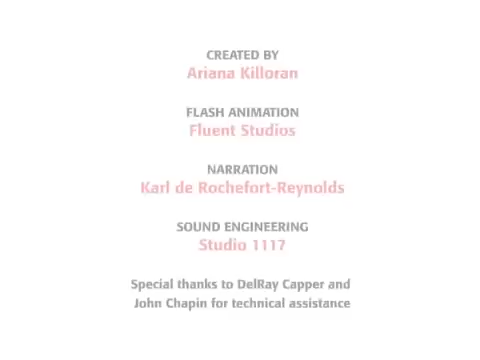 CREATED BY
Ariana Killoran
FLASH ANIMATION
Fluent Studios
NARRATION
Karl de Rochefort-Reynolds
SOUND ENGINEERING
Studio 1117
Special thanks to DelRay Capper and
John Chapin for technical assistance